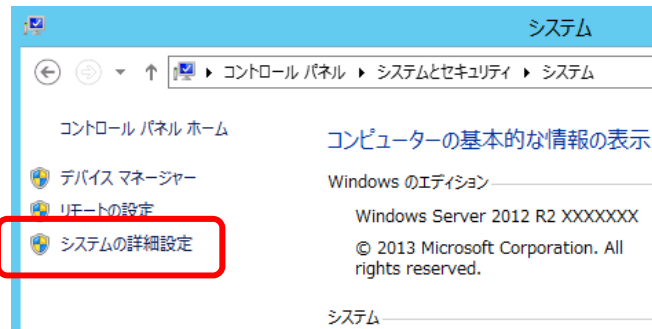 システム
コントロール パネル ▸ システムとセキュリティ ▸ システム
コントロール パネル ホーム
デバイス マネージャー
リモートの設定
システムの詳細設定
コンピューターの基本的な情報の表示
Windows のエディション
Windows Server 2012 R2 XXXXXXX
© 2013 Microsoft Corporation. All
rights reserved.
システム